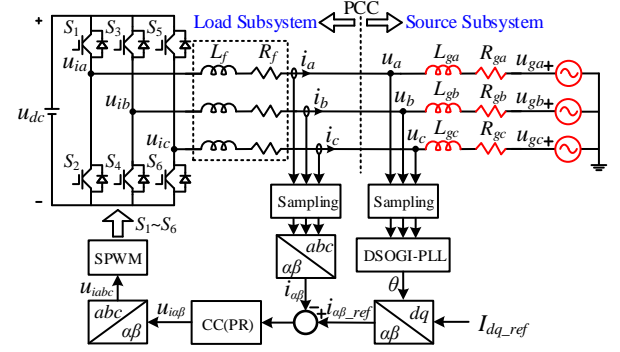 Load Subsystem PCC Source Subsystem
+ S1 S3 S5
Lf Rf ia ua Lga Rga uga+
uia
udc uib ib ub Lgb Rgb ugb+
uic ic uc Lgc Rgc ugc+
S2 S4 S6
- S1~S6 Sampling Sampling
SPWM abc αβ DSOGI-PLL
uiabc iαβ θ
abc αβ uiαβ CC(PR) - + iαβ_ref dq αβ Idq_ref